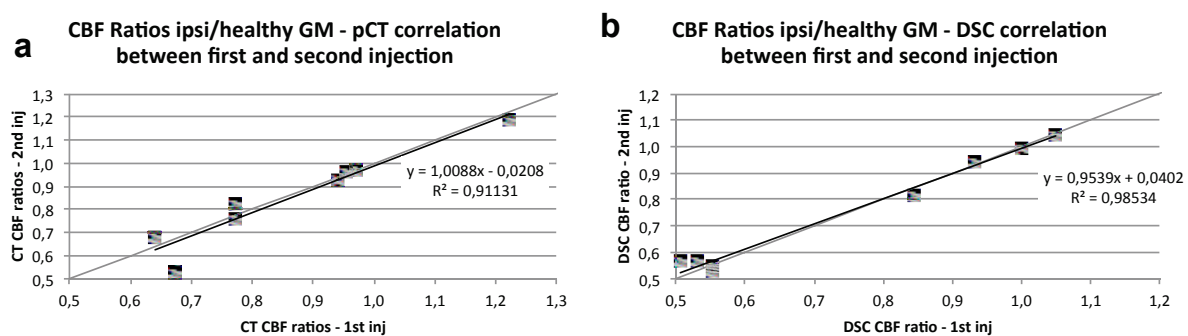 a
CBF Ratios ipsi/healthy GM - pCT correlation
between first and second injection
CT CBF ratios - 2nd inj
1,3
1,2
1,1
1,0
0,9
0,8
0,7
0,6
0,5
y = 1,0088x - 0,0208
R² = 0,91131
0,5 0,6 0,7 0,8 0,9 1,0 1,1 1,2 1,3
CT CBF ratios - 1st inj
b
CBF Ratios ipsi/healthy GM - DSC correlation
between first and second injection
DSC CBF ratio - 2nd inj
1,2
1,1
1,0
0,9
0,8
0,7
0,6
0,5
y = 0,9539x + 0,0402
R² = 0,98534
0,5 0,6 0,7 0,8 0,9 1,0 1,1 1,2
DSC CBF ratio - 1st inj